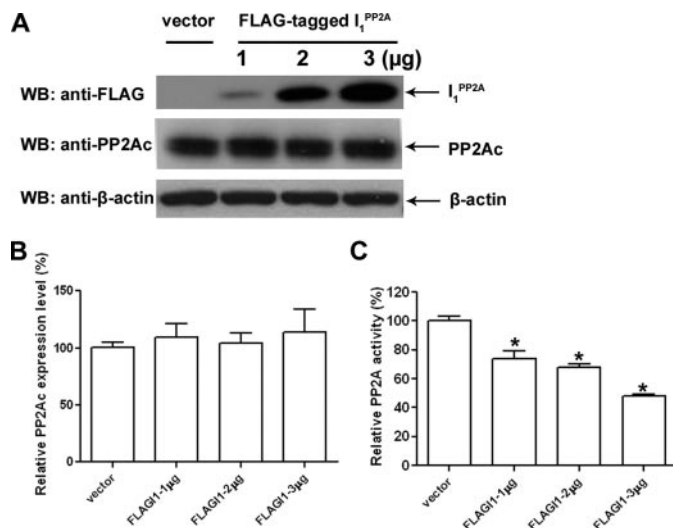 A
vector
FLAG-tagged I₁ᴾᴾ²ᴬ
1 2 3 (μg)
WB: anti-FLAG
I₁ᴾᴾ²ᴬ
WB: anti-PP2Ac
PP2Ac
WB: anti-β-actin
β-actin
B
Relative PP2Ac expression level (%)
150
100
50
0
vector
FLAGI1-1μg
FLAGI1-2μg
FLAGI1-3μg
C
Relative PP2A activity (%)
120
100
80
60
40
20
0
*
*
*
vector
FLAGI1-1μg
FLAGI1-2μg
FLAGI1-3μg